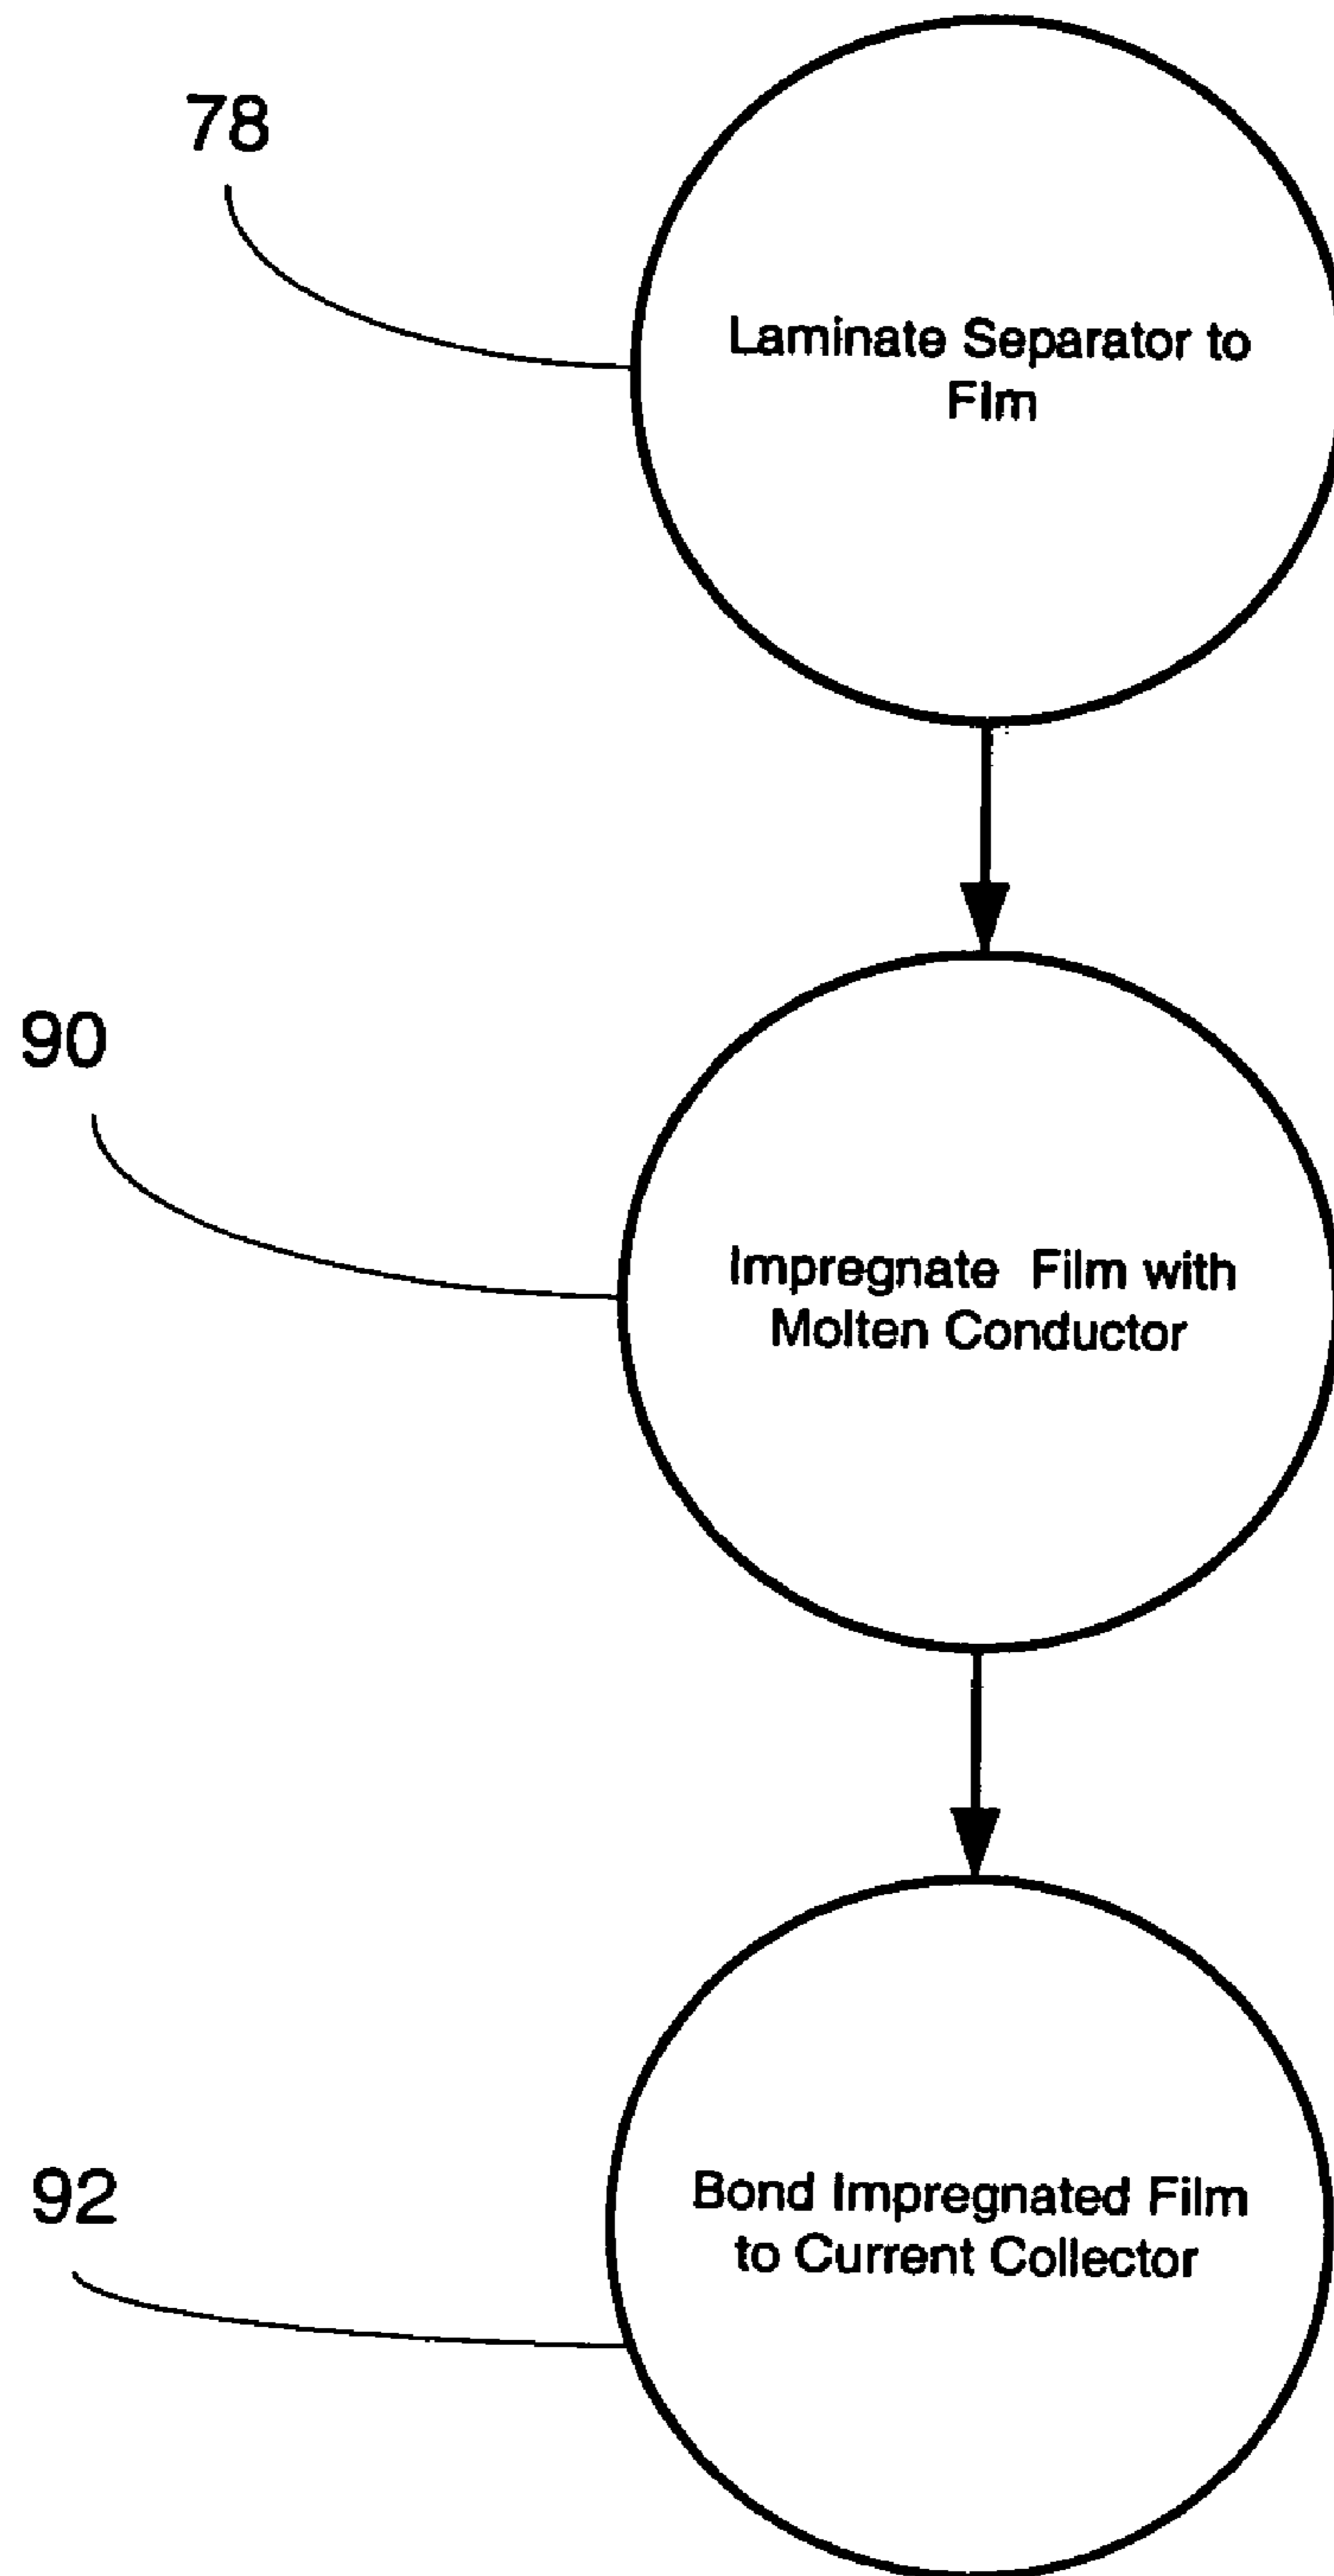 78
Laminate Separator to
Film
90
Impregnate Film with
Molten Conductor
92
Bond Impregnated Film
to Current Collector